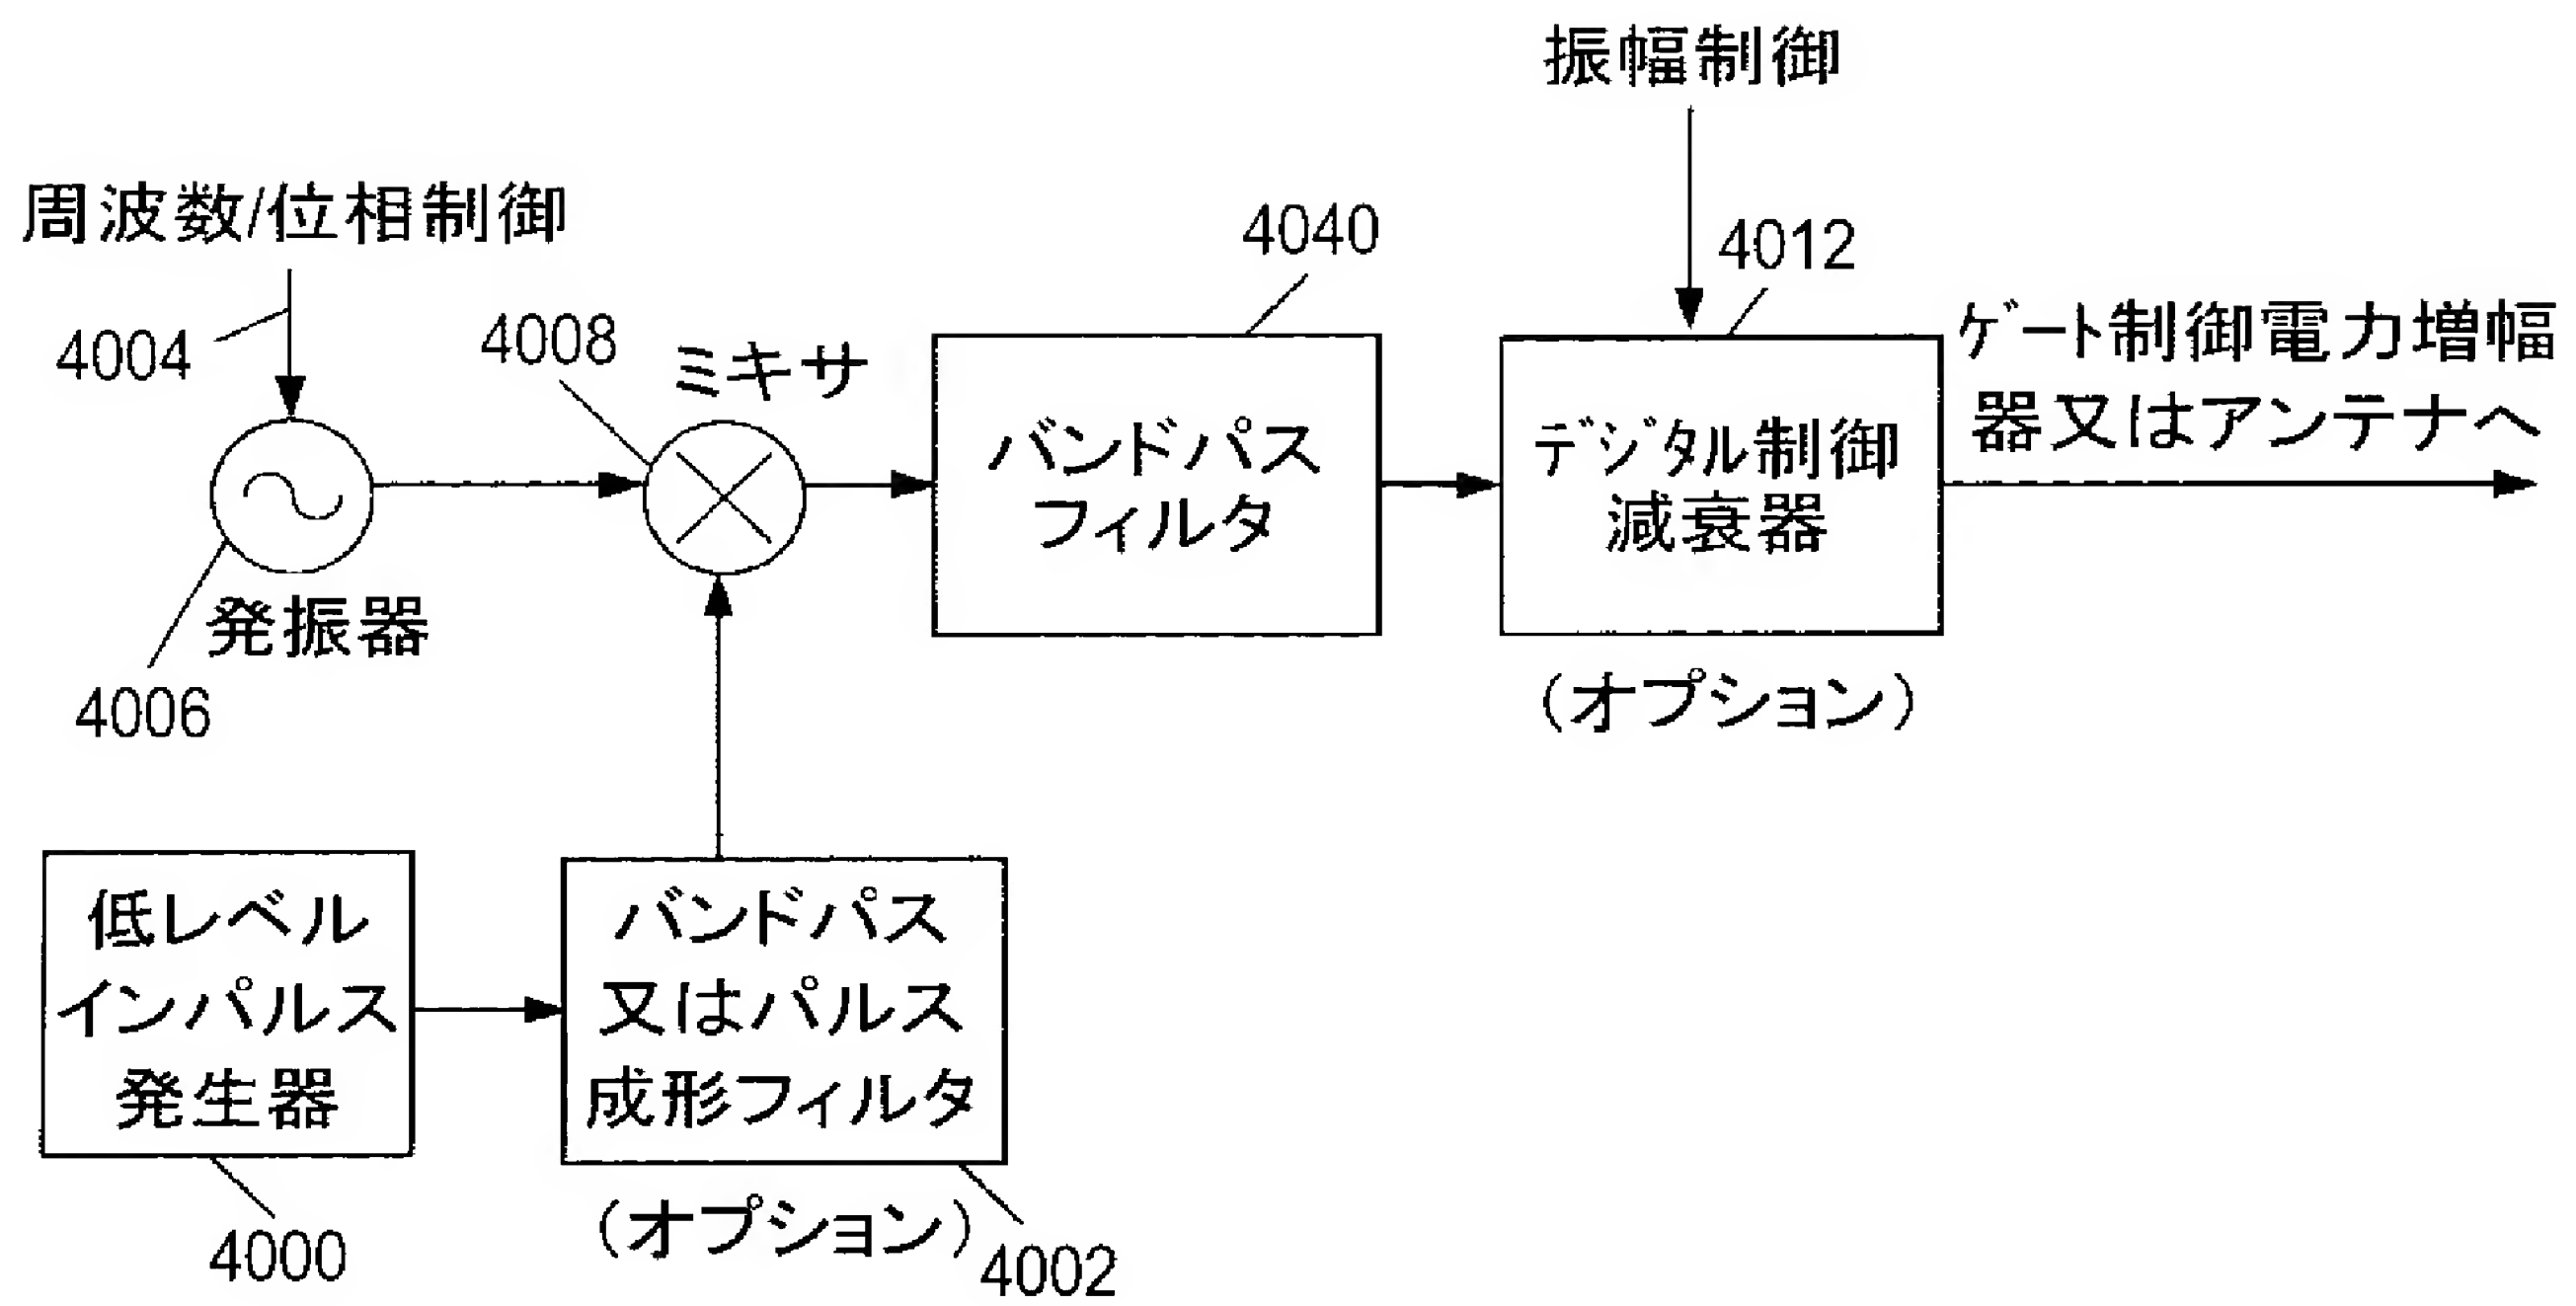 振幅制御
周波数/位相制御
4040
4012
4004
4008
ミキサ
ゲート制御電力増幅
器又はアンテナへ
バンドパス
フィルタ
デジタル制御
減衰器
発振器
4006
(オプション)
低レベル
インパルス
発生器
バンドパス
又はパルス
成形フィルタ
4000
(オプション)
4002